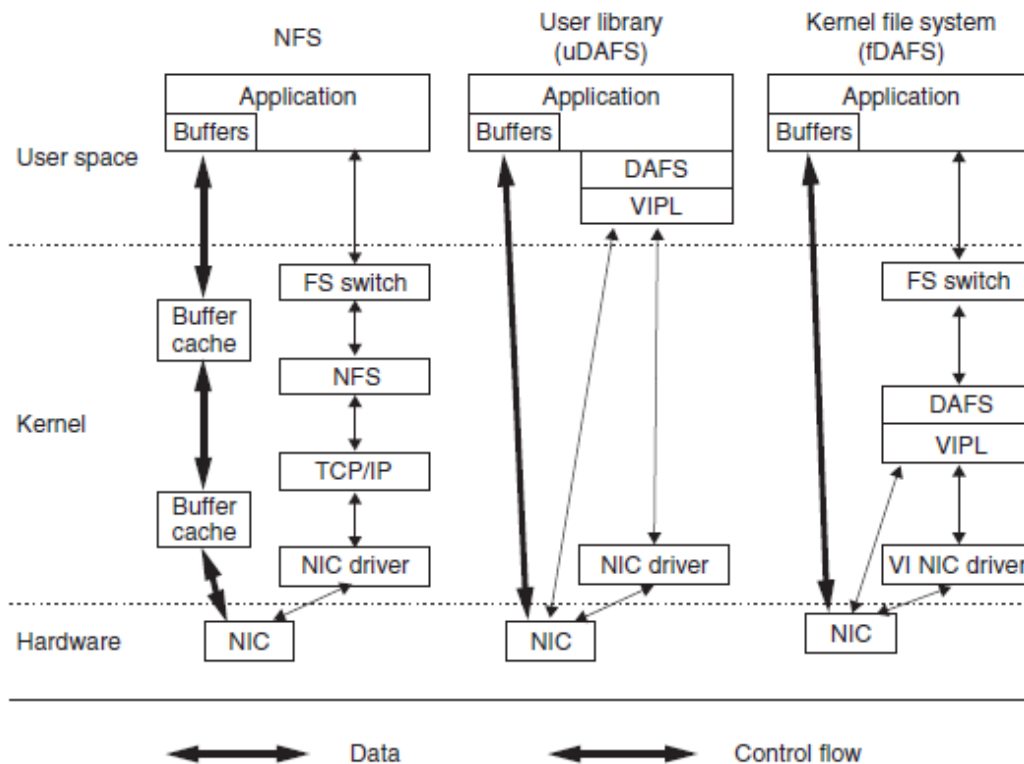 NFS
User library
(uDAFS)
Kernel file system
(fDAFS)
Application
Buffers
Application
Buffers
DAFS
VIPL
Application
Buffers
User space
FS switch
Buffer
cache
NFS
TCP/IP
Buffer
cache
NIC driver
NIC driver
FS switch
DAFS
VIPL
VI NIC driver
Kernel
Hardware
NIC
NIC
NIC
Data
Control flow